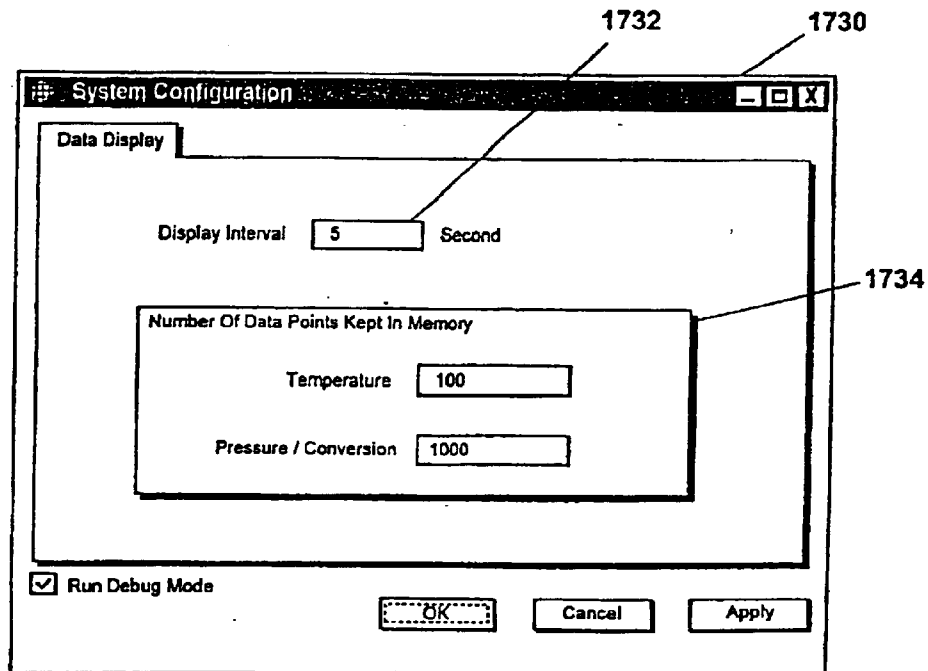 1732
1730
System Configuration
Data Display
Display Interval 5 Second
1734
Number Of Data Points Kept In Memory
Temperature 100
Pressure / Conversion 1000
Run Debug Mode
OK Cancel Apply